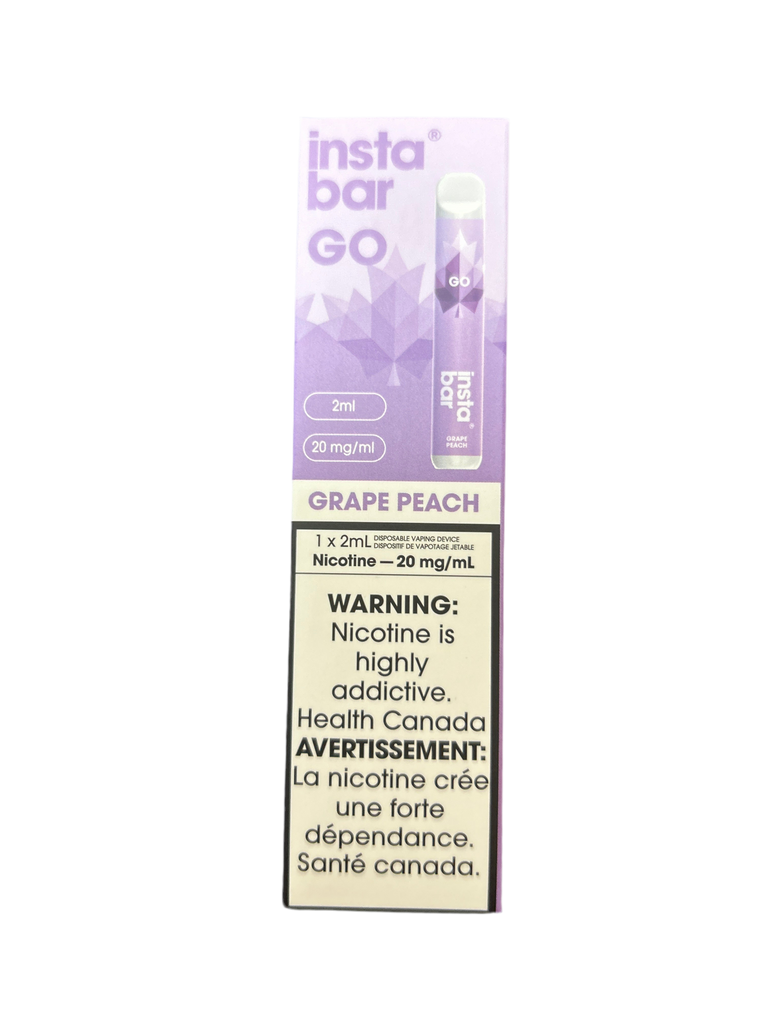 insta®
bar
GO
GO
insta®
bar
GRAPE
PEACH
2ml
20 mg/ml
GRAPE PEACH
1 x 2mL DISPOSABLE VAPING DEVICE
DISPOSITIF DE VAPOTAGE JETABLE
Nicotine — 20 mg/mL
WARNING:
Nicotine is
highly
addictive.
Health Canada
AVERTISSEMENT:
La nicotine crée
une forte
dépendance.
Santé canada.